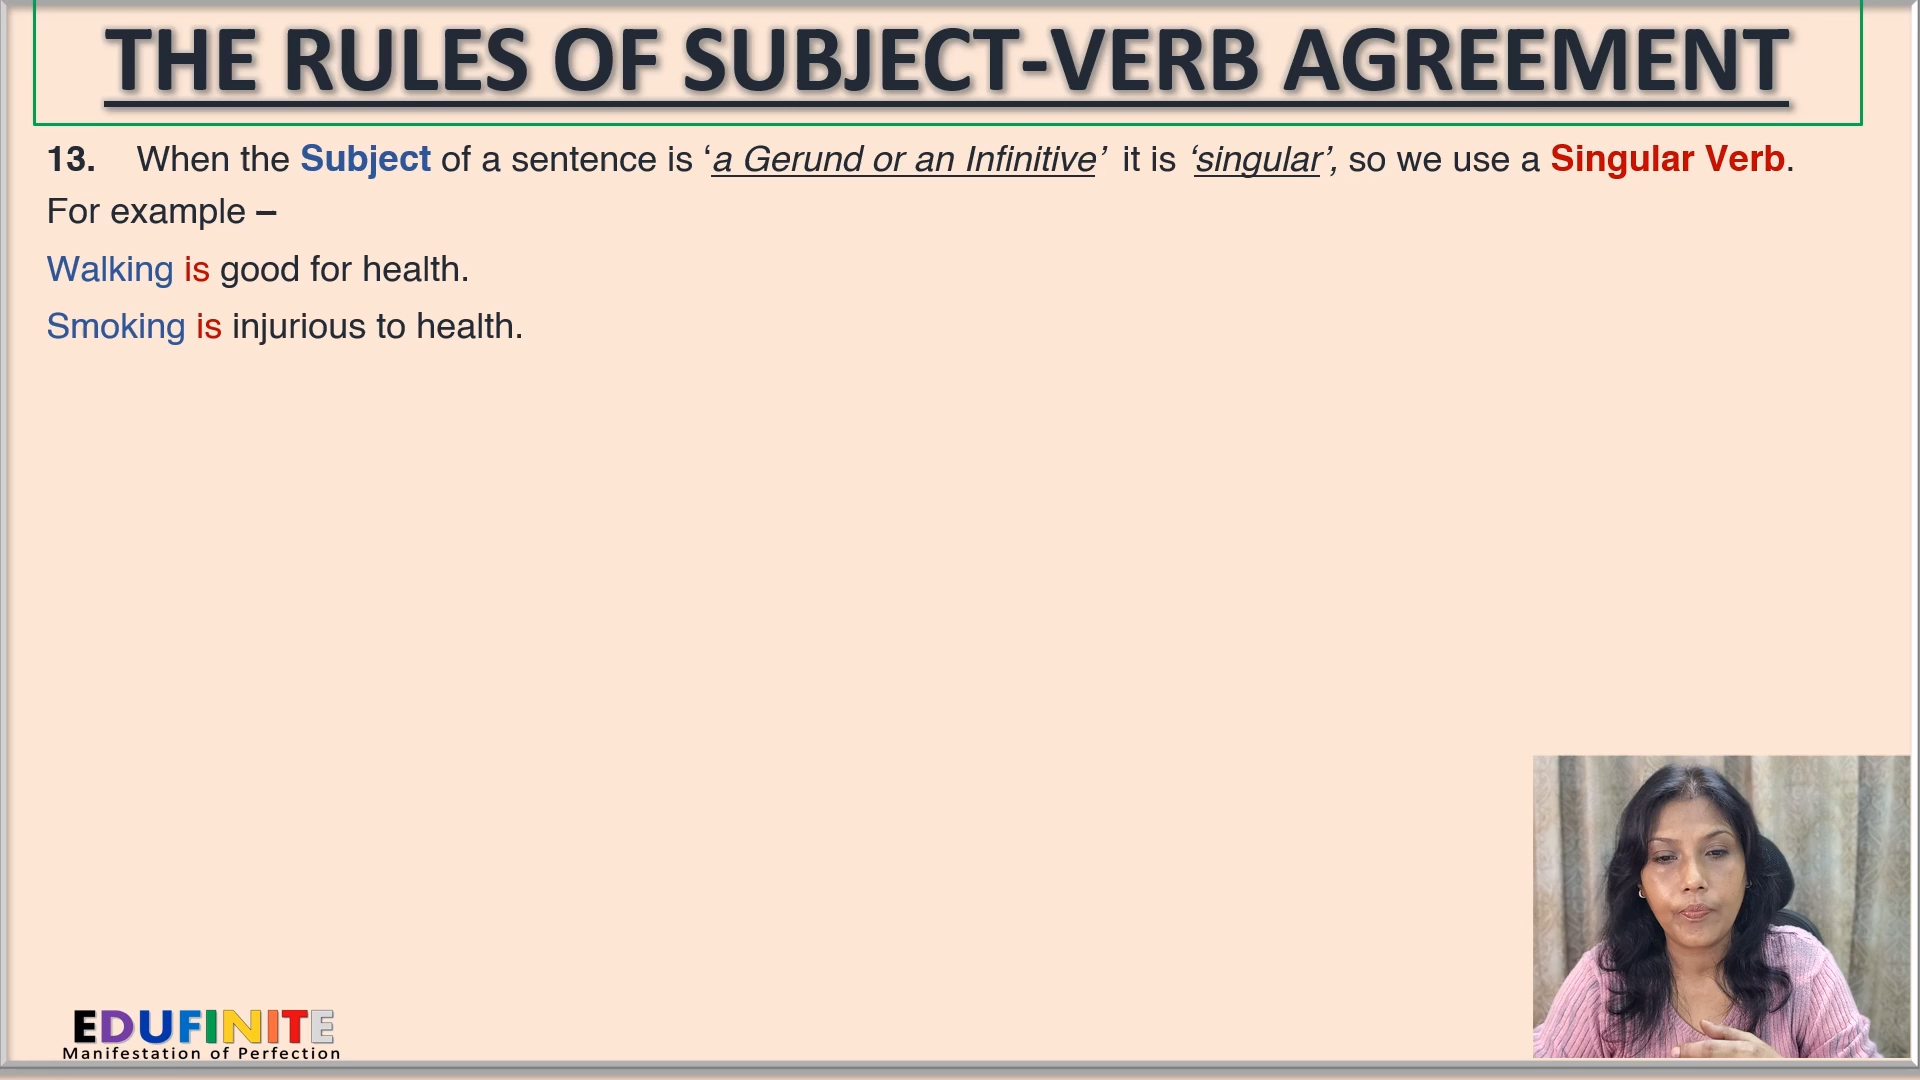 THE RULES OF SUBJECT-VERB AGREEMENT
13. When the Subject of a sentence is ‘a Gerund or an Infinitive’ it is ‘singular’, so we use a Singular Verb.
For example –
Walking is good for health.
Smoking is injurious to health.
EDUFINITE
Manifestation of Perfection